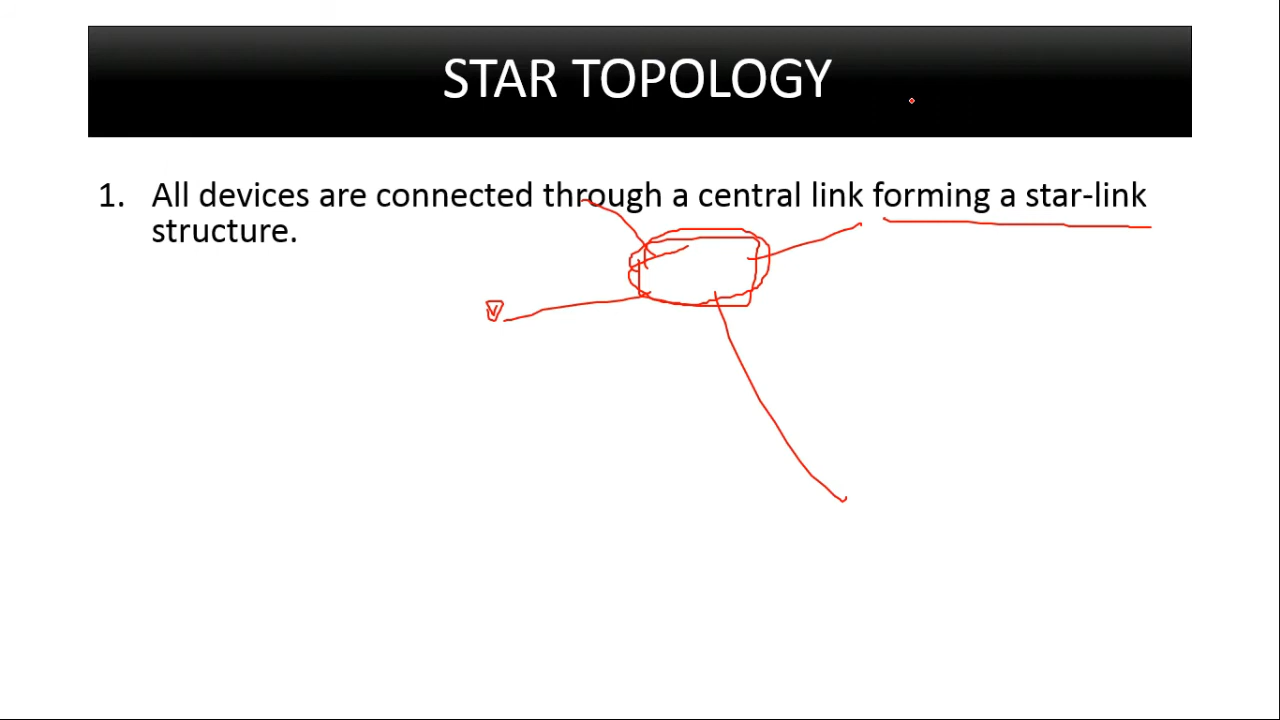 STAR TOPOLOGY
1. All devices are connected through a central link forming a star-link
structure.